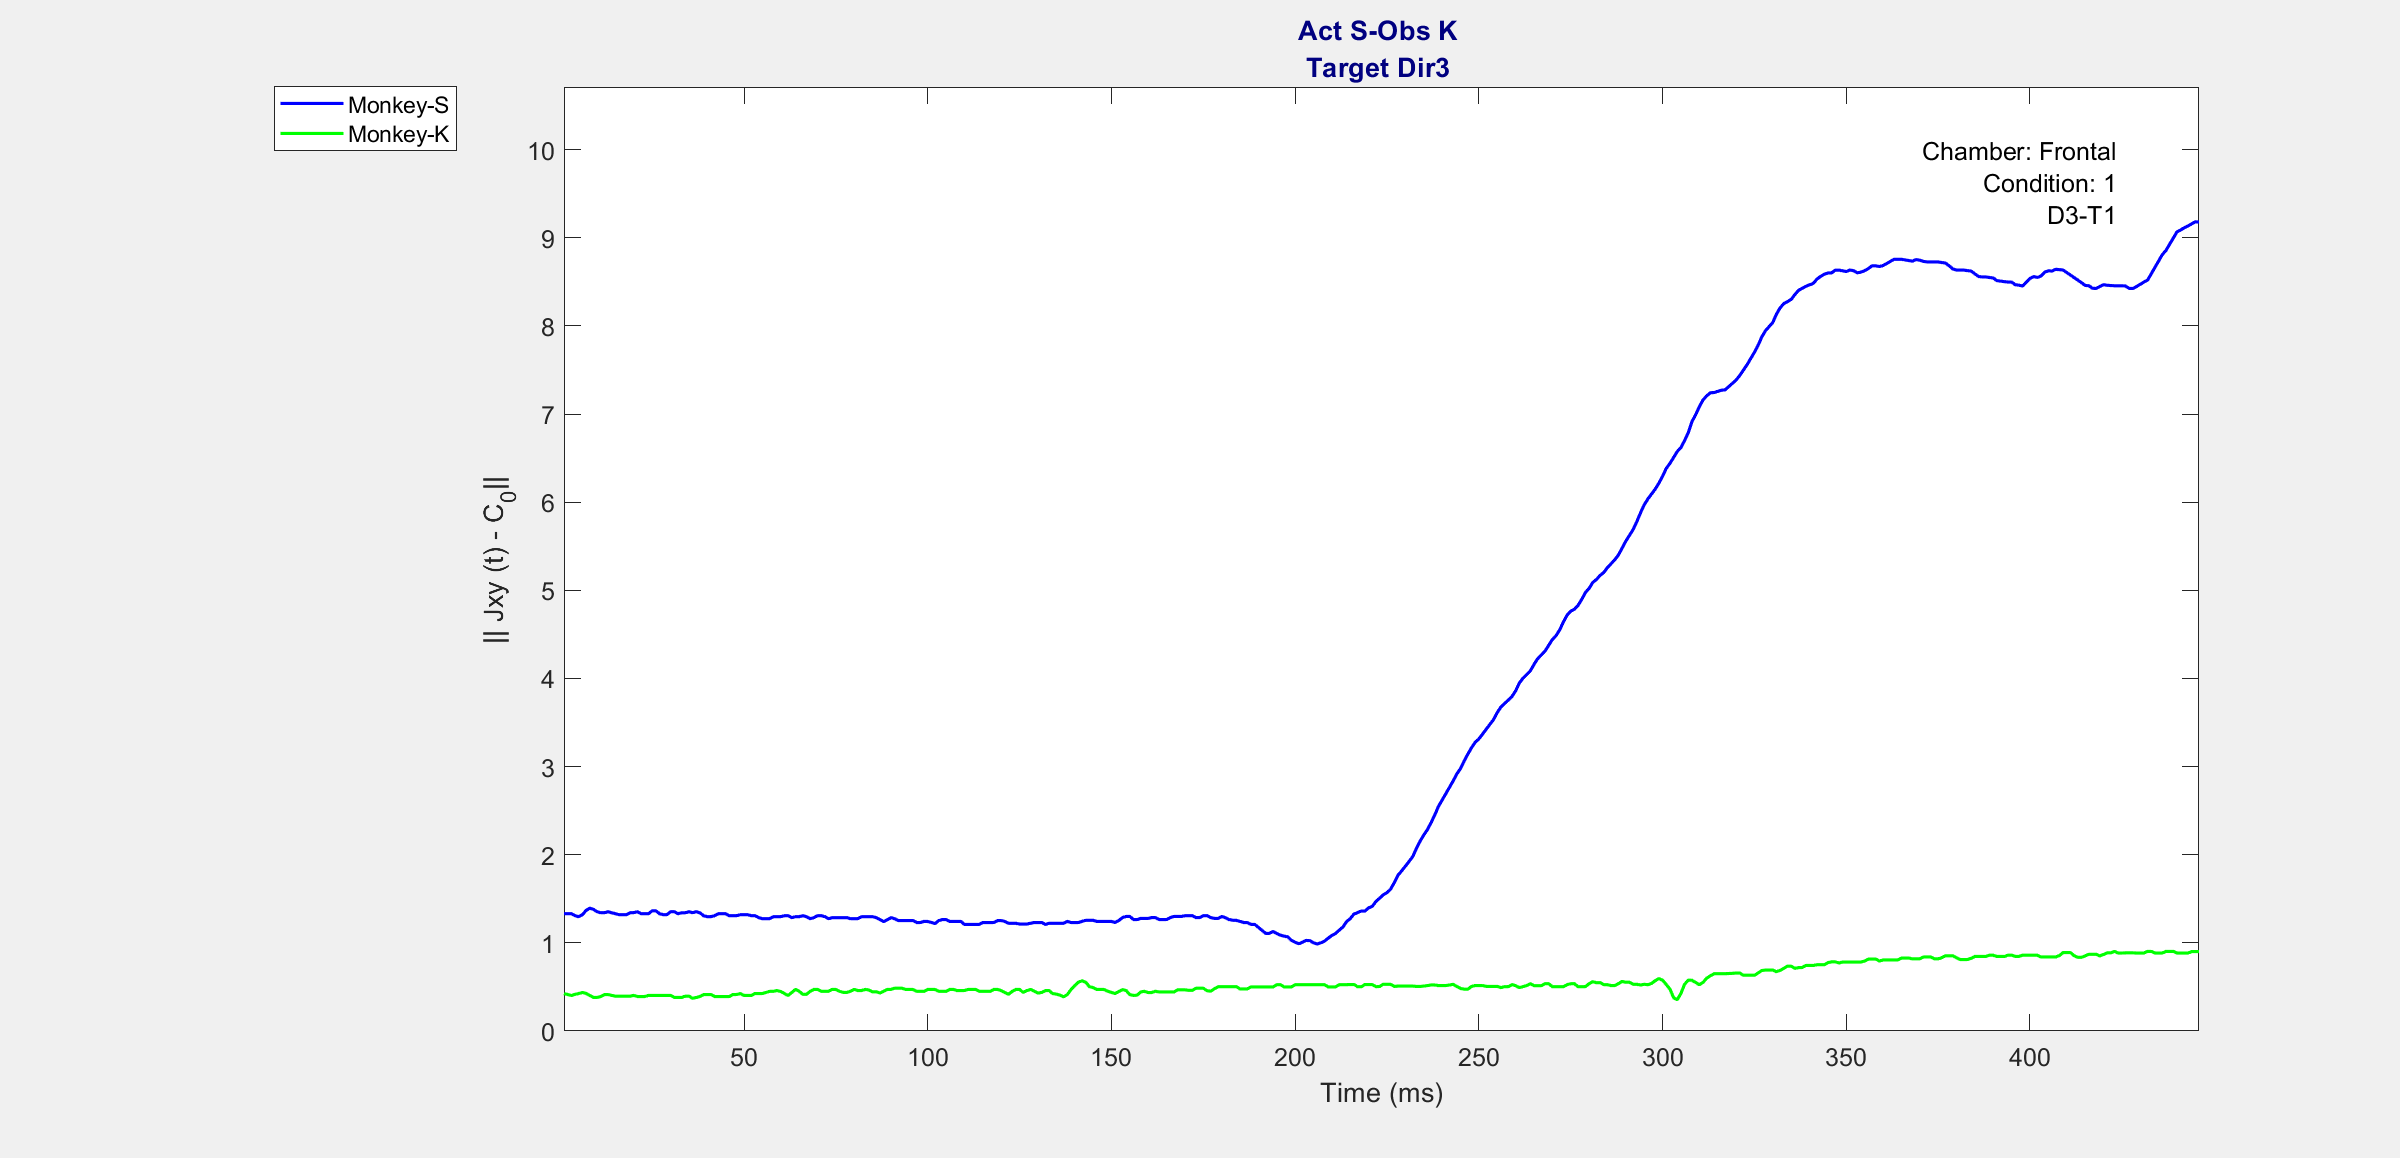 Act S-Obs K
Target Dir3
Monkey-S
Monkey-K
Chamber: Frontal
Condition: 1
D3-T1
10
9
8
7
6
5
4
3
2
1
0
|| Jxy (t) - C0||
50 100 150 200 250 300 350 400
Time (ms)